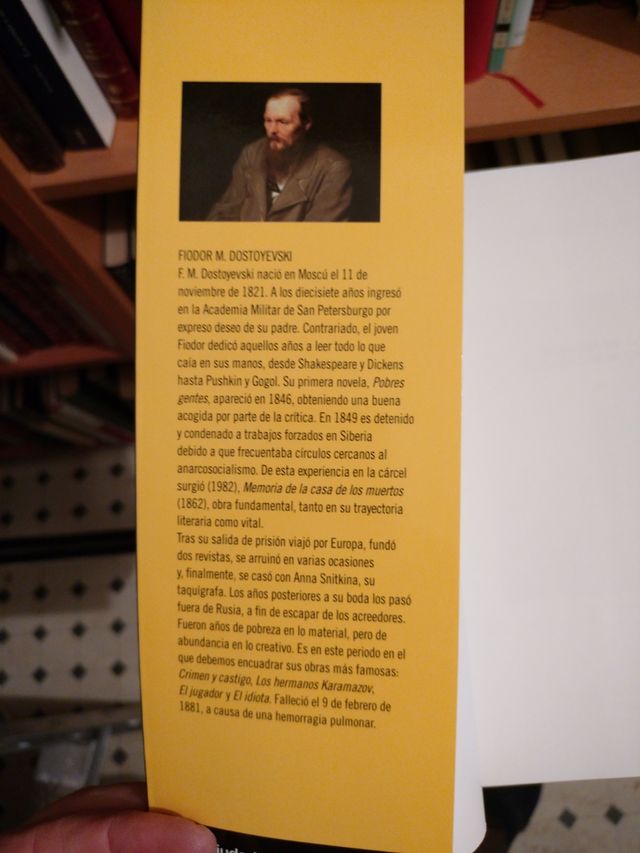 FIODOR M. DOSTOYEVSKI
F. M. Dostoyevski nació en Moscú el 11 de
noviembre de 1821. A los diecisiete años ingresó
en la Academia Militar de San Petersburgo por
expreso deseo de su padre. Contrariado, el joven
Fiodor dedicó aquellos años a leer todo lo que
caía en sus manos, desde Shakespeare y Dickens
hasta Pushkin y Gogol. Su primera novela, Pobres
gentes, apareció en 1846, obteniendo una buena
acogida por parte de la crítica. En 1849 es detenido
y condenado a trabajos forzados en Siberia
debido a que frecuentaba círculos cercanos al
anarcosocialismo. De esta experiencia en la cárcel
surgió (1982), Memoria de la casa de los muertos
(1862), obra fundamental, tanto en su trayectoria
literaria como vital.
Tras su salida de prisión viajó por Europa, fundó
dos revistas, se arruinó en varias ocasiones
y, finalmente, se casó con Anna Snitkina, su
taquígrafa. Los años posteriores a su boda los pasó
fuera de Rusia, a fin de escapar de los acreedores.
Fueron años de pobreza en lo material, pero de
abundancia en lo creativo. Es en este periodo en el
que debemos encuadrar sus obras más famosas:
Crimen y castigo, Los hermanos Karamazov,
El jugador y El idiota. Falleció el 9 de febrero de
1881, a causa de una hemorragia pulmonar.